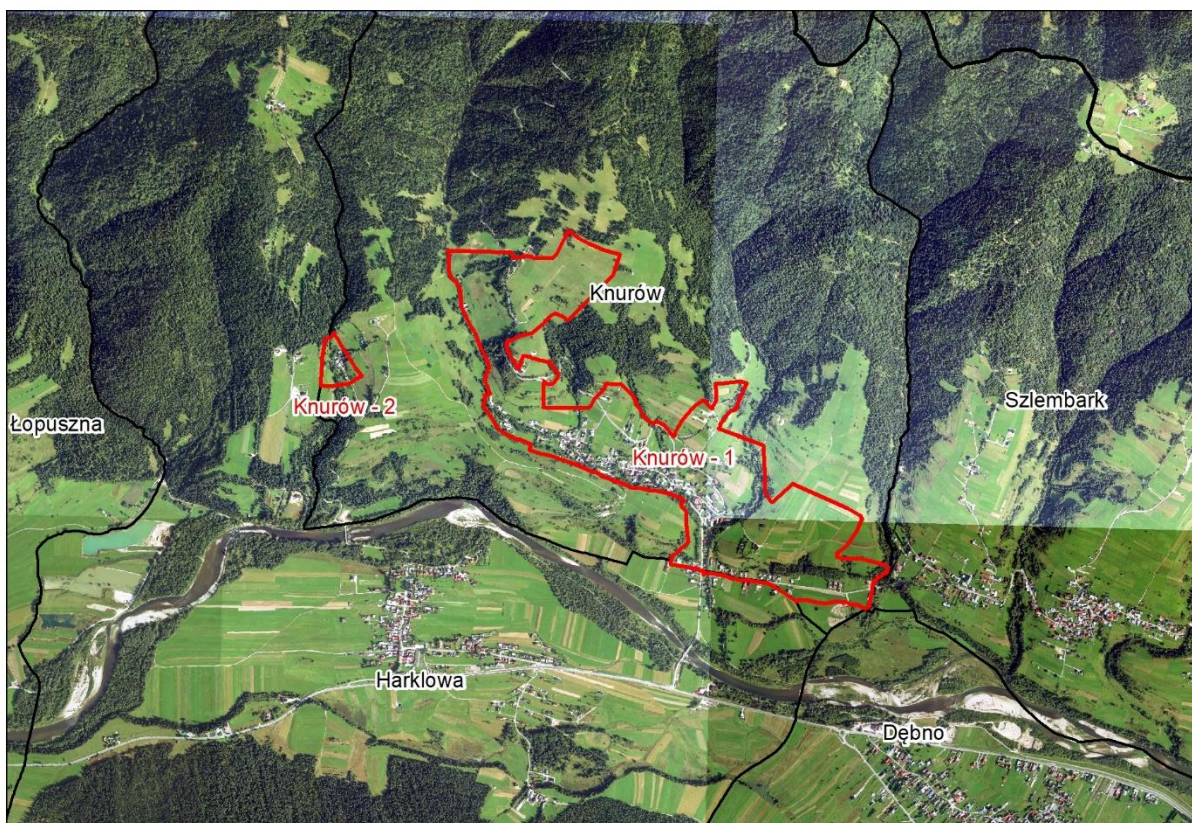 Knurów
Knurów - 2
Szlembark
Łopuszna
Knurów - 1
Harklowa
Dębno